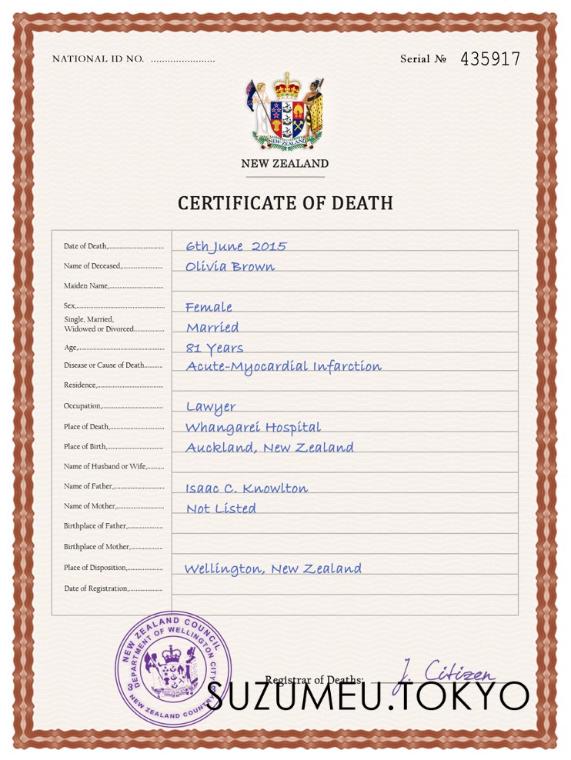 NATIONAL ID NO. ........................ Serial № 435917
NEW ZEALAND
CERTIFICATE OF DEATH
Date of Death,........................ 6th June 2015
Name of Deceased,.................. Olivia Brown
Maiden Name,........................
Sex,........................ Female
Single, Married,
Widowed or Divorced............. Married
Age,........................ 81 Years
Disease or Cause of Death......... Acute-Myocardial Infarction
Residence,........................
Occupation,........................ Lawyer
Place of Death,........................ Whangarei Hospital
Place of Birth,........................ Auckland, New Zealand
Name of Husband or Wife,.......
Name of Father,........................ Isaac C. Knowlton
Name of Mother,...................... Not Listed
Birthplace of Father,.................
Birthplace of Mother,................
Place of Disposition,................. Wellington, New Zealand
Date of Registration,.................
NEW ZEALAND COUNCIL
DEPARTMENT OF WELLINGTON CITY
NEW ZEALAND COUNCIL
Registrar of Deaths: J. Citizen
SUZUMEU.TOKYO